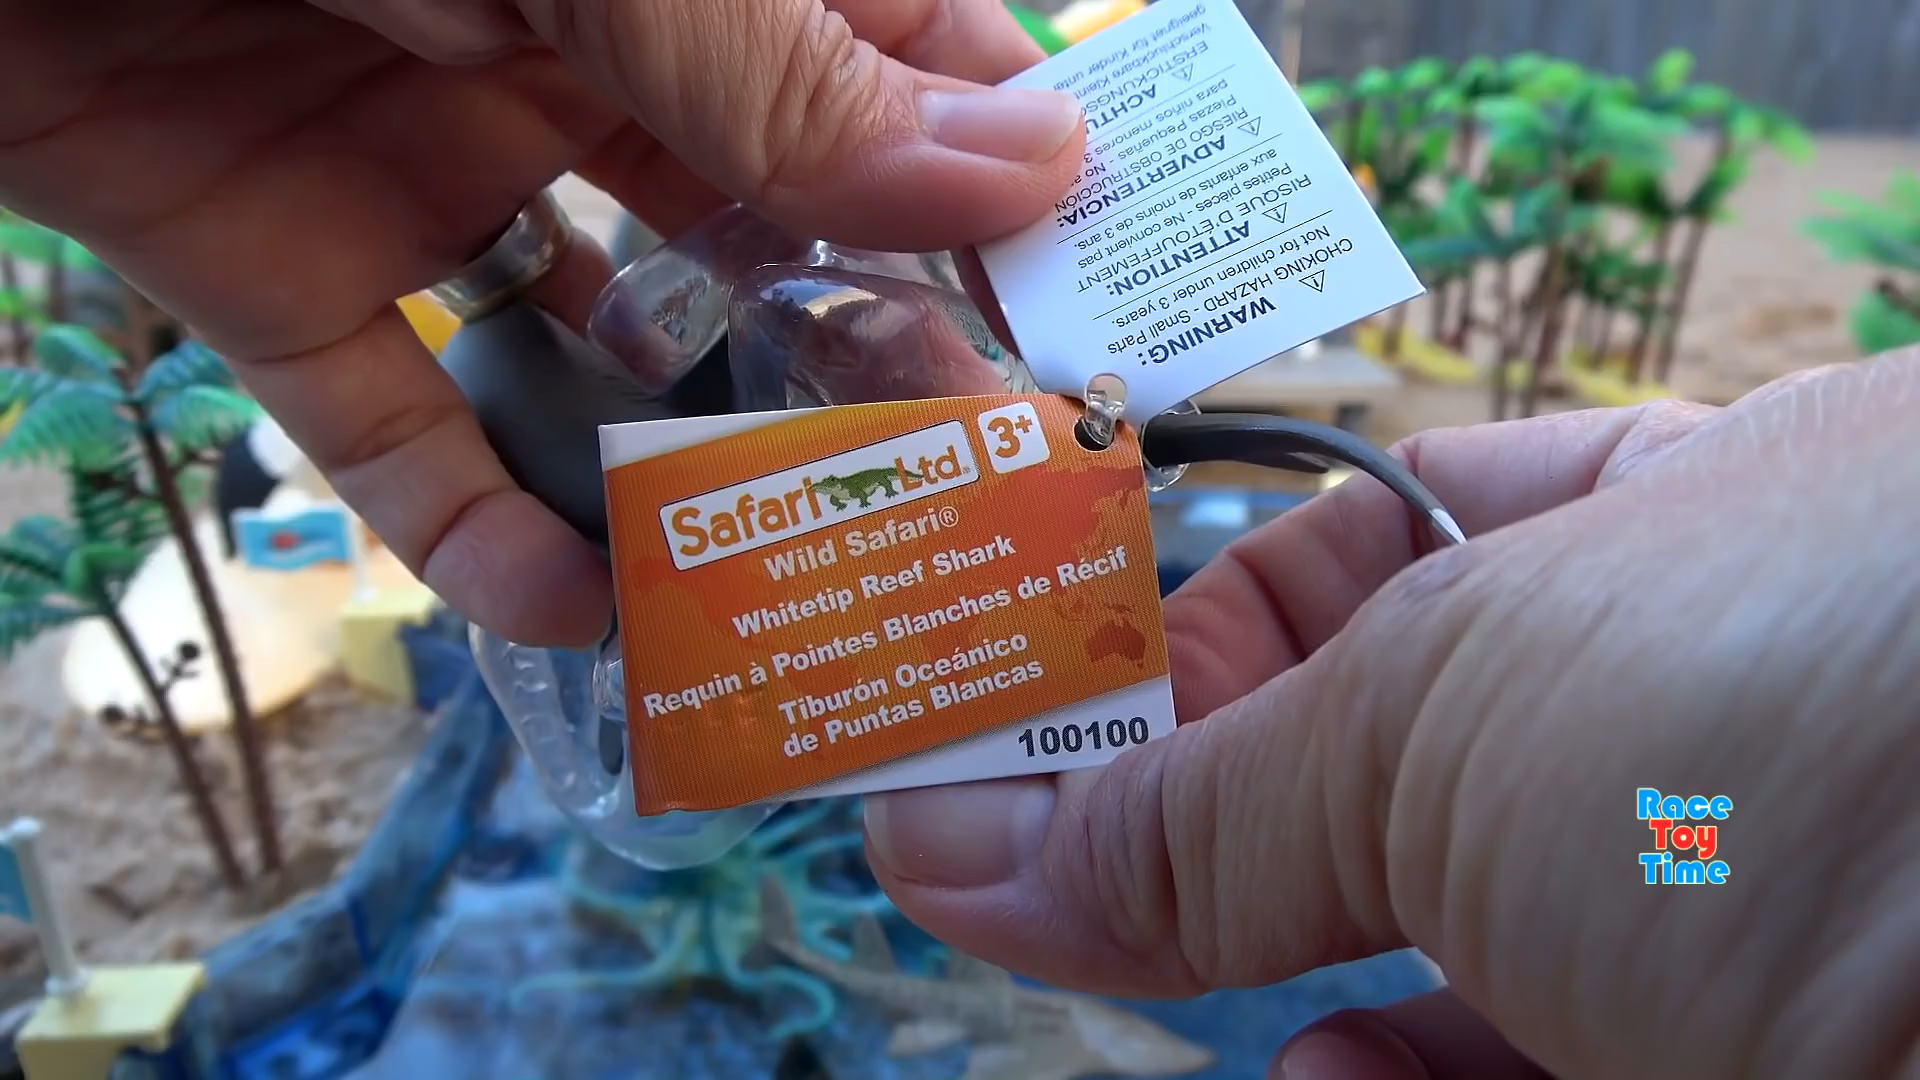 Safari Ltd.
3+
Wild Safari®
Whitetip Reef Shark
Requin à Pointes Blanches de Récif
Tiburón Oceánico
de Puntas Blancas
100100
WARNING:
CHOKING HAZARD - Small Parts
Not for children under 3 years.
ATTENTION:
RISQUE D'ÉTOUFFEMENT
Petites pièces - Ne convient pas
aux enfants de moins de 3 ans.
ADVERTENCIA:
RIESGO DE OBSTRUCCIÓN
Piezas Pequeñas - No
para niños menores
Verschluckbare
geeignet für Kinder unter
Race
Toy
Time